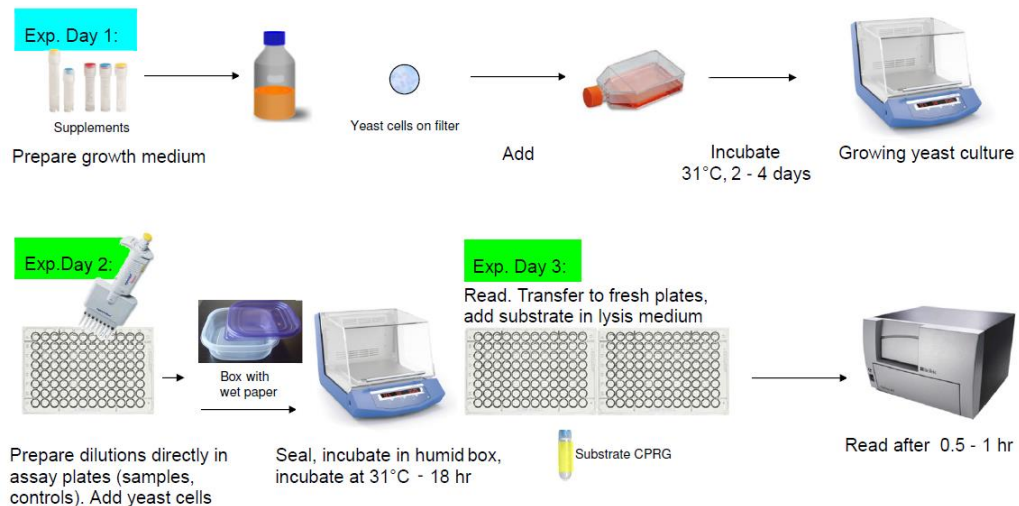 Exp. Day 1:
Supplements
Yeast cells on filter
Prepare growth medium
Add
Incubate
31°C, 2 - 4 days
Growing yeast culture
Exp.Day 2:
Box with
wet paper
Prepare dilutions directly in
assay plates (samples,
controls). Add yeast cells
Seal, incubate in humid box,
incubate at 31°C - 18 hr
Exp. Day 3:
Read. Transfer to fresh plates,
add substrate in lysis medium
Substrate CPRG
Read after 0.5 - 1 hr